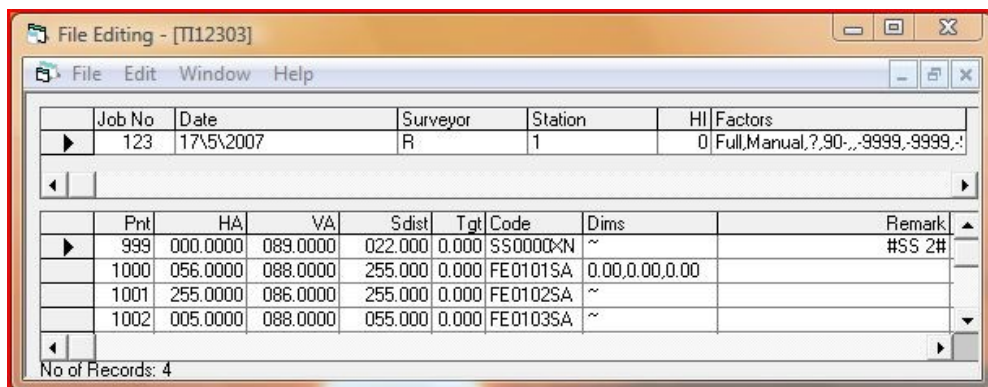 File Editing - [TI12303]
File Edit Window Help
Job No Date Surveyor Station HI Factors
123 17\5\2007 R 1 0 Full,Manual,?,90-,,-9999,-9999,-
Pnt HA VA Sdist Tgt Code Dims Remark
999 000.0000 089.0000 022.000 0.000 SS0000XN ~ #SS 2#
1000 056.0000 088.0000 255.000 0.000 FE0101SA 0.00,0.00,0.00
1001 255.0000 086.0000 255.000 0.000 FE0102SA ~
1002 005.0000 088.0000 055.000 0.000 FE0103SA ~
No of Records: 4